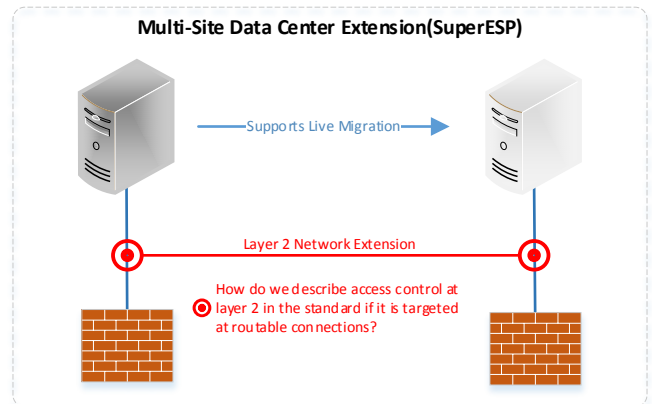 Multi-Site Data Center Extension(SuperESP)
Supports Live Migration
Layer 2 Network Extension
How do we describe access control at
layer 2 in the standard if it is targeted
at routable connections?